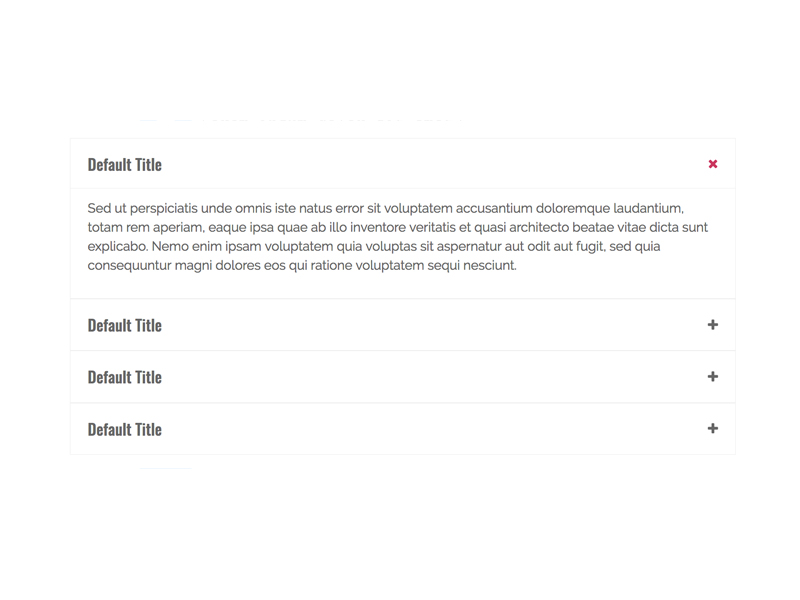 Default Title
Sed ut perspiciatis unde omnis iste natus error sit voluptatem accusantium doloremque laudantium,
totam rem aperiam, eaque ipsa quae ab illo inventore veritatis et quasi architecto beatae vitae dicta sunt
explicabo. Nemo enim ipsam voluptatem quia voluptas sit aspernatur aut odit aut fugit, sed quia
consequuntur magni dolores eos qui ratione voluptatem sequi nesciunt.
Default Title
Default Title
Default Title